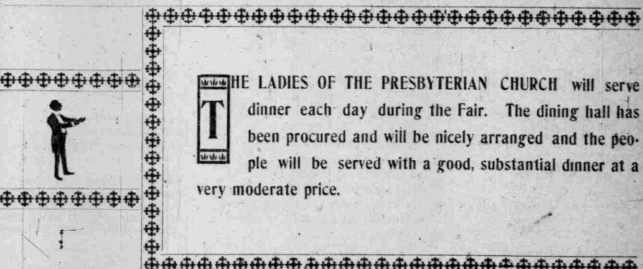 THE LADIES OF THE PRESBYTERIAN CHURCH will serve
dinner each day during the Fair. The dining hall has
been procured and will be nicely arranged and the peo-
ple will be served with a good, substantial dinner at a
very moderate price.